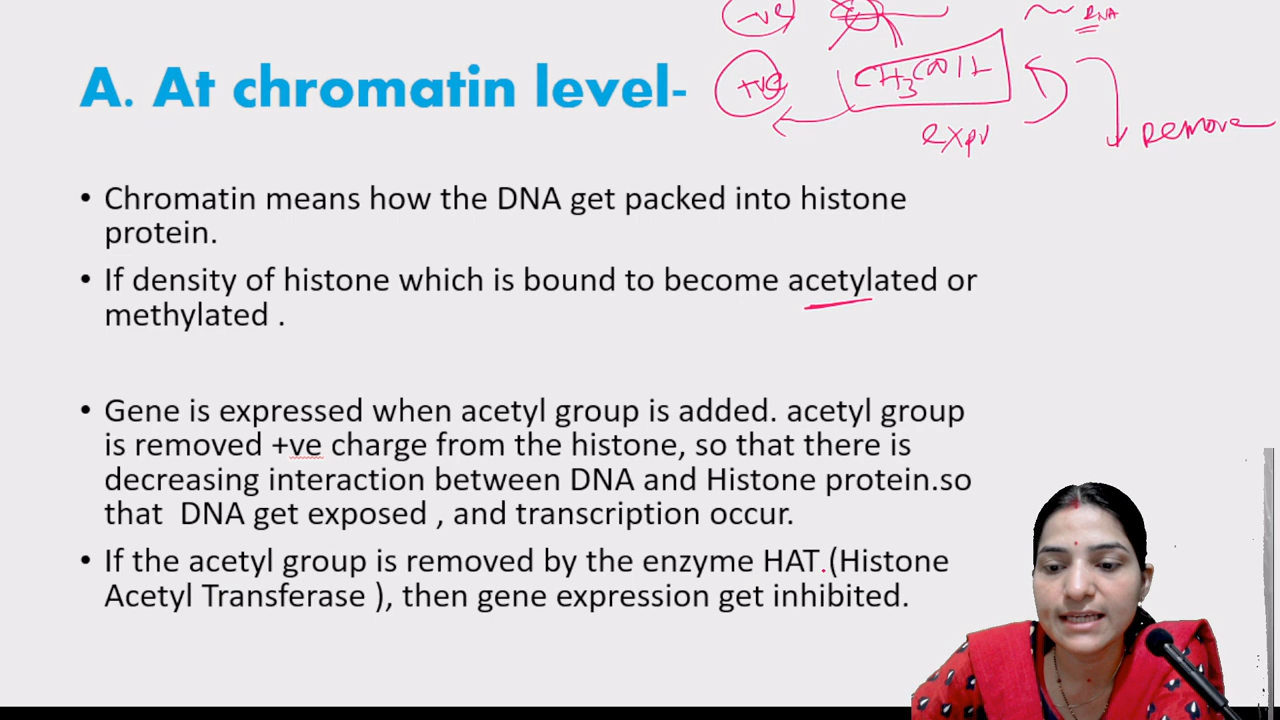 -ve
RNA
+ve CH3COOH
expr
Remove
A. At chromatin level-
• Chromatin means how the DNA get packed into histone
protein.
• If density of histone which is bound to become acetylated or
methylated .
• Gene is expressed when acetyl group is added. acetyl group
is removed +ve charge from the histone, so that there is
decreasing interaction between DNA and Histone protein.so
that DNA get exposed , and transcription occur.
• If the acetyl group is removed by the enzyme HAT.(Histone
Acetyl Transferase ), then gene expression get inhibited.